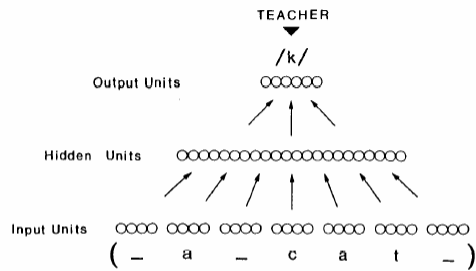 TEACHER
/k/
Output Units
Hidden Units
Input Units
( _ a _ c a t _ )